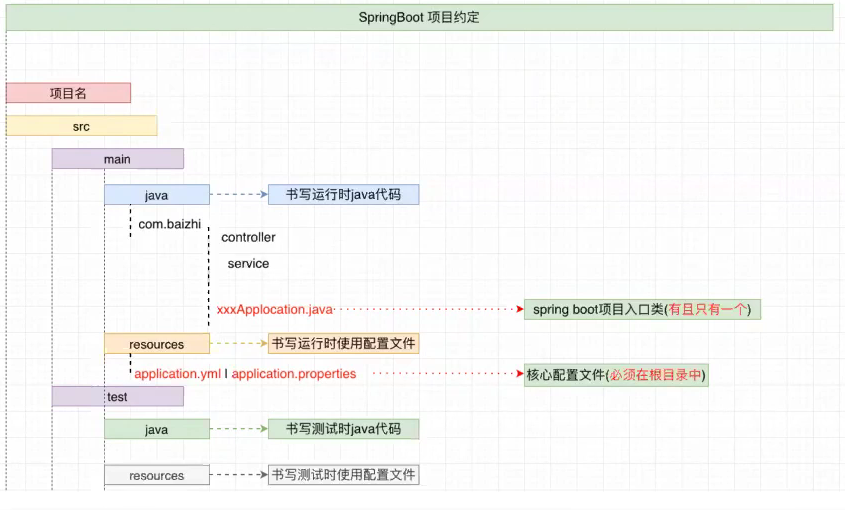 SpringBoot 项目约定
项目名
src
main
java 书写运行时java代码
com.baizhi
controller
service
xxxApplocation.java spring boot项目入口类(有且只有一个)
resources 书写运行时使用配置文件
application.yml | application.properties 核心配置文件(必须在根目录中)
test
java 书写测试时java代码
resources 书写测试时使用配置文件